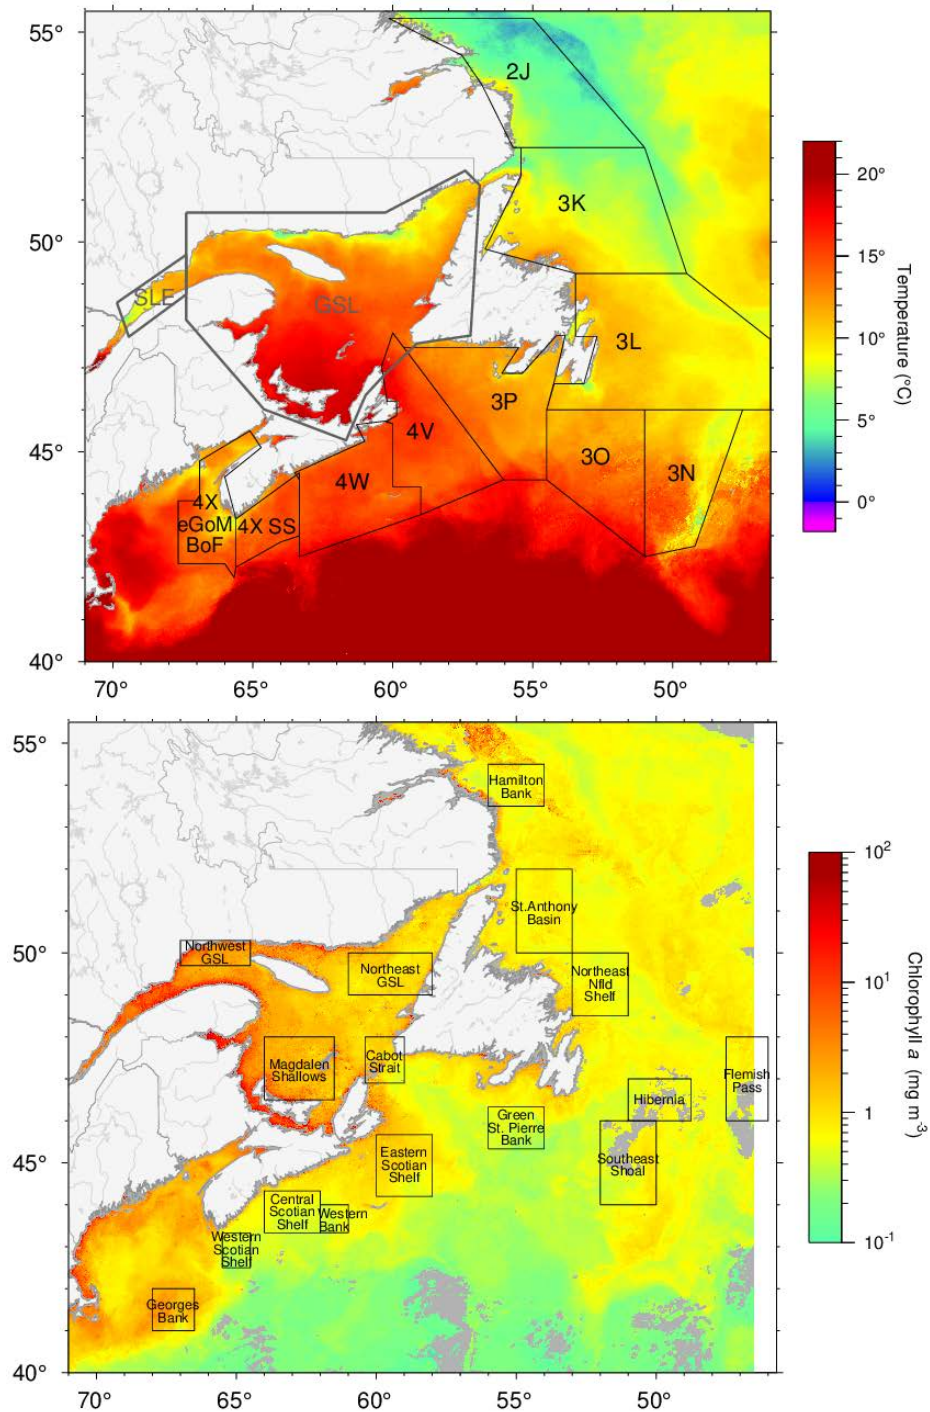 55°
50°
45°
40°
70°
65°
60°
55°
50°
2J
3K
SLE
GSL
3L
3P
4V
3O
3N
4W
4X
eGoM
BoF
4X SS
20°
15°
10°
5°
0°
Temperature (°C)
55°
50°
45°
40°
70°
65°
60°
55°
50°
Hamilton
Bank
St.Anthony
Basin
Northwest
GSL
Northeast
GSL
Northeast
Nfld
Shelf
Magdalen
Shallows
Cabot
Strait
Flemish
Pass
Hibernia
Green
St. Pierre
Bank
Southeast
Shoal
Eastern
Scotian
Shelf
Central
Scotian
Shelf
Western
Bank
Western
Scotian
Shelf
Georges
Bank
10²
10¹
1
10⁻¹
Chlorophyll a (mg m⁻³)